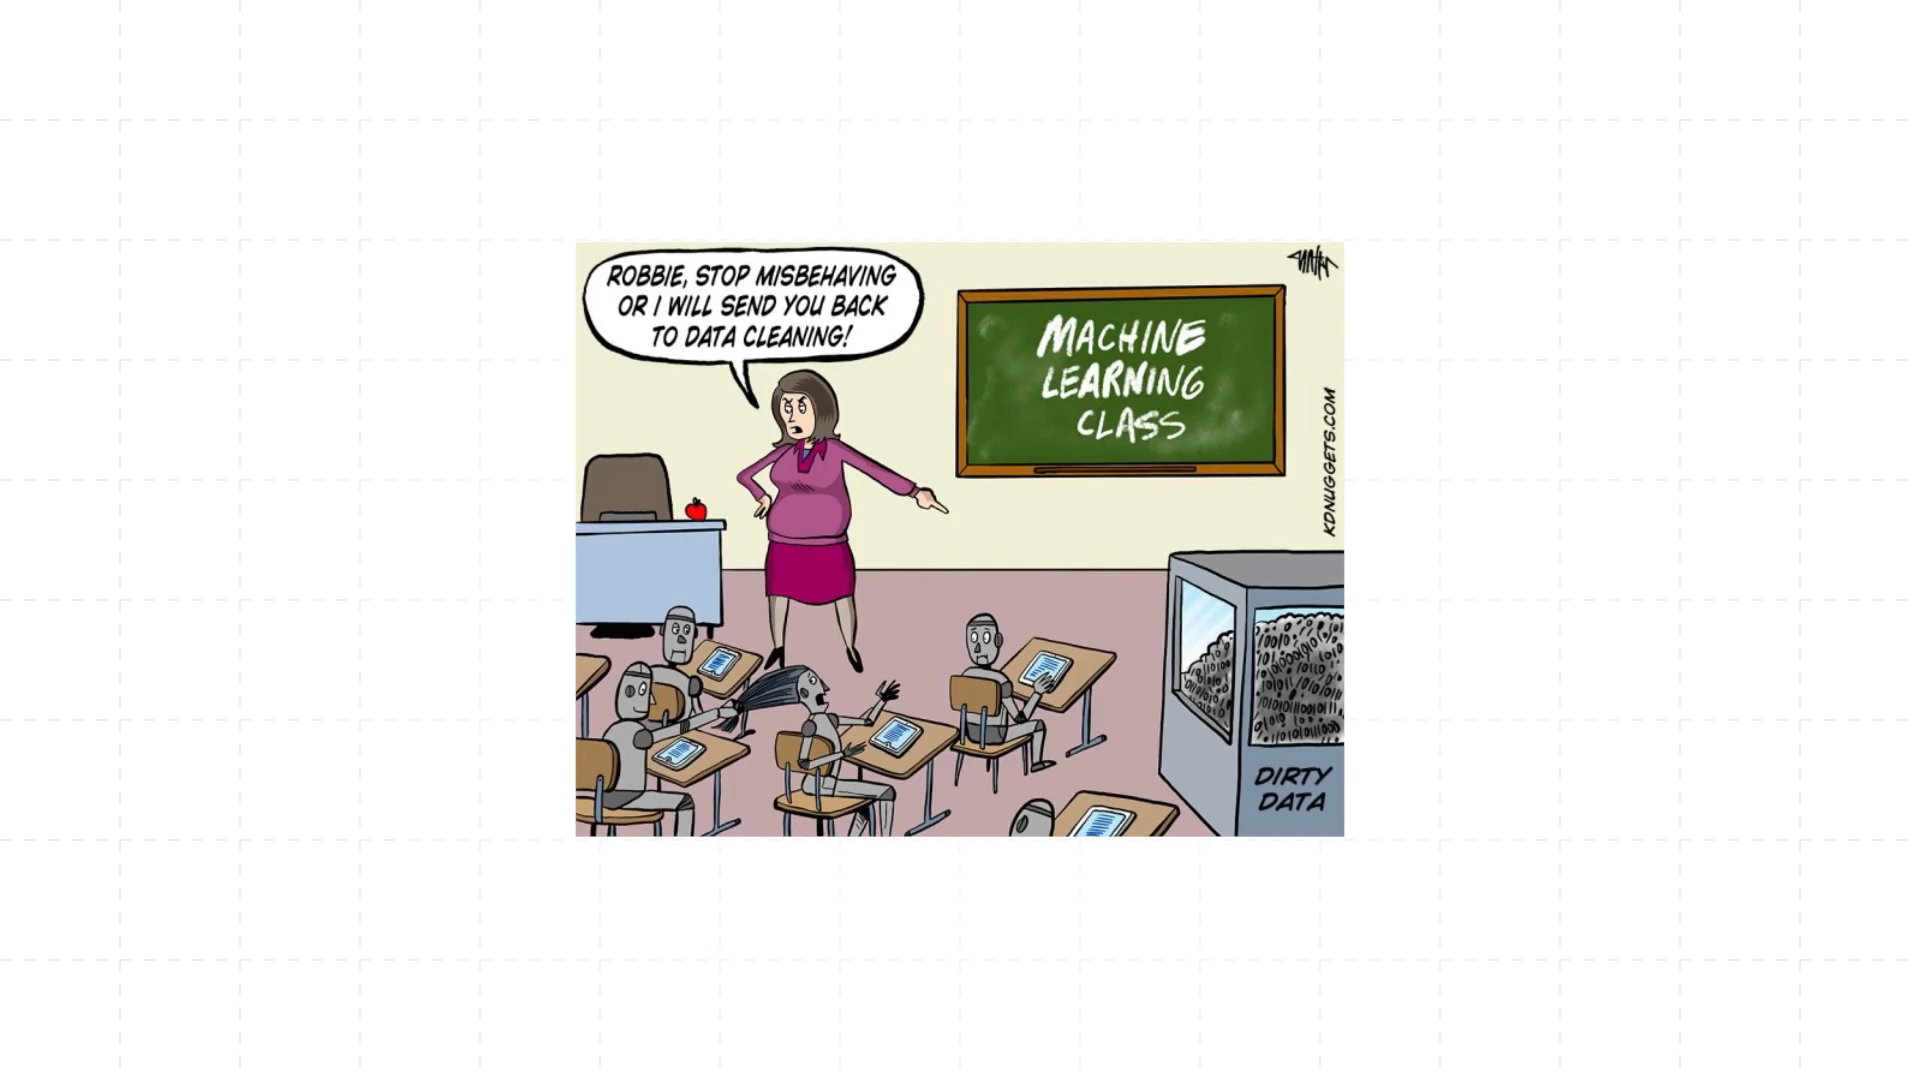 ROBBIE, STOP MISBEHAVING
OR I WILL SEND YOU BACK
TO DATA CLEANING!
MACHINE
LEARNING
CLASS
KDNUGGETS.COM
DIRTY
DATA